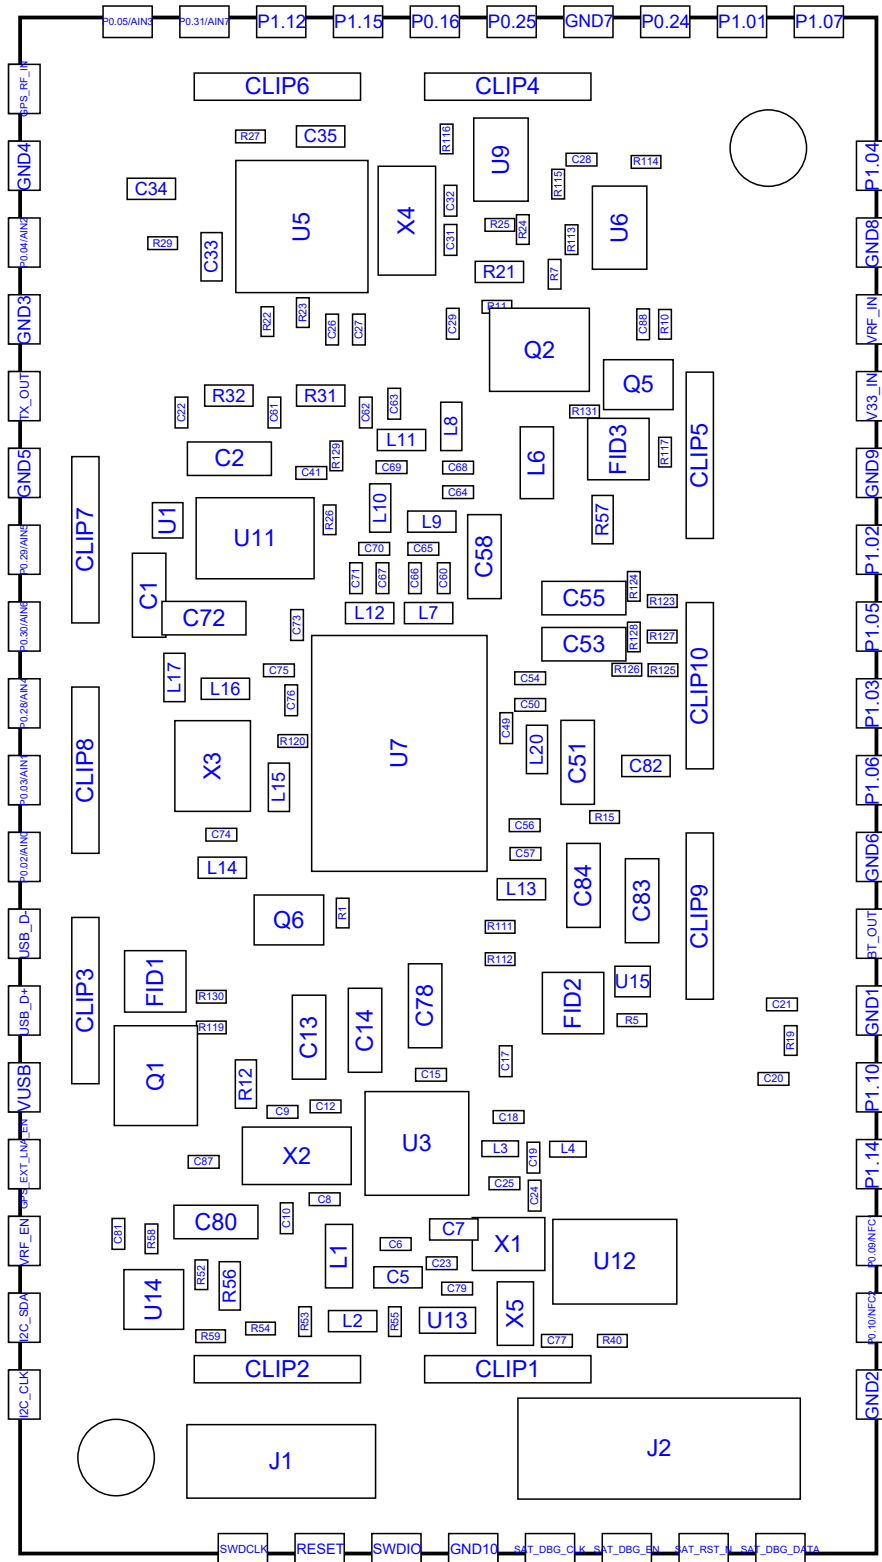 P0.05/AIN3
P0.31/AIN7
P1.12
P1.15
P0.16
P0.25
GND7
P0.24
P1.01
P1.07
GPS_RF_IN
GND4
P0.04/AIN2
GND3
TX_OUT
GND5
P0.29/AIN5
P0.30/AIN6
P0.28/AIN4
P0.03/AIN1
P0.02/AIN0
USB_D-
USB_D+
VUSB
GPS_EXT_LNA_EN
VRF_EN
I2C_SDA
I2C_CLK
CLIP6
CLIP4
R27
C35
R116
U9
C28
R114
C34
U5
X4
C32
R115
U6
R29
C33
C31
R25
R24
R113
R21
R7
R22
R23
C26
C27
C29
R11
Q2
C88
R10
Q5
R32
R31
C22
C61
C62
C63
L8
R131
FID3
R117
CLIP5
L11
C2
R129
C41
C69
C68
L6
CLIP7
L10
C64
U1
U11
R26
L9
C58
R57
C70
C65
C1
C71
C67
C66
C60
C55
R124
R123
C72
C73
L12
L7
C53
R128
R127
CLIP10
L17
L16
C75
C76
U7
C54
R126
R125
C50
CLIP8
X3
R120
C49
L20
C51
C82
L15
C74
C56
R15
L14
C57
L13
C84
C83
CLIP9
Q6
R1
R111
CLIP3
FID1
R130
R119
C13
C14
C78
R112
FID2
U15
R5
C21
R19
C20
Q1
R12
C15
C17
C9
C12
U3
C18
C87
X2
L3
C19
L4
C8
C25
C24
C81
R58
C80
C10
L1
C6
C7
X1
U12
U14
R52
R56
C5
C23
C79
X5
R59
R54
R53
L2
R55
U13
C77
R40
CLIP2
CLIP1
J1
J2
P1.04
GND8
VRF_IN
V33_IN
GND9
P1.02
P1.05
P1.03
P1.06
GND6
BT_OUT
GND1
P1.10
P1.14
P0.09/NFC1
P0.10/NFC2
GND2
SWDCLK
RESET
SWDIO
GND10
SAT_DBG_CLK
SAT_DBG_EN
SAT_RST_N
SAT_DBG_DATA